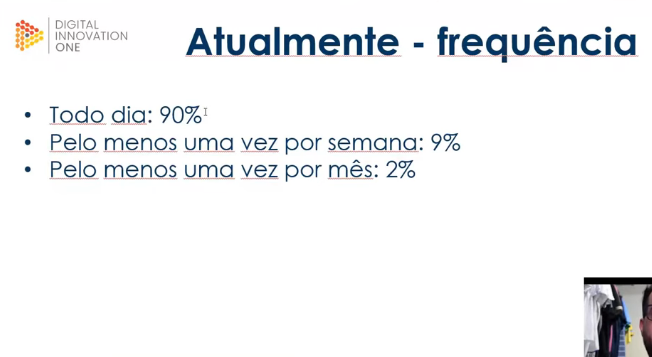 DIGITAL
INNOVATION
ONE
Atualmente - frequência
• Todo dia: 90%
• Pelo menos uma vez por semana: 9%
• Pelo menos uma vez por mês: 2%